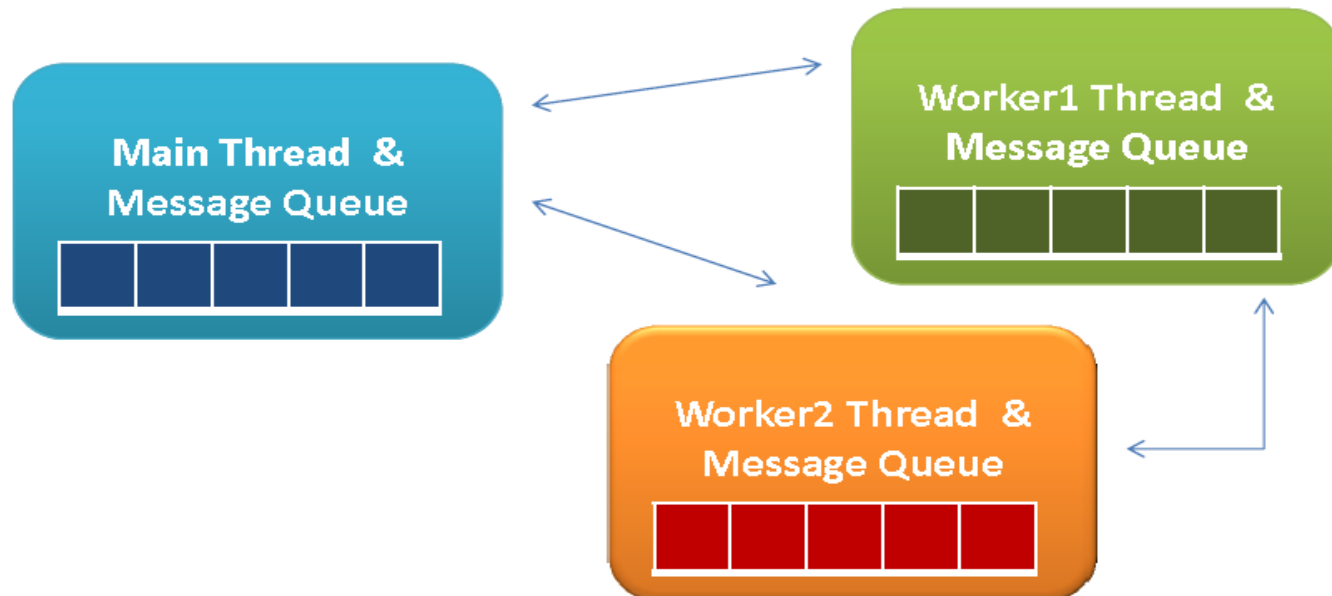 Main Thread  &
Message Queue
Worker1 Thread  &
Message Queue
Worker2 Thread  &
Message Queue